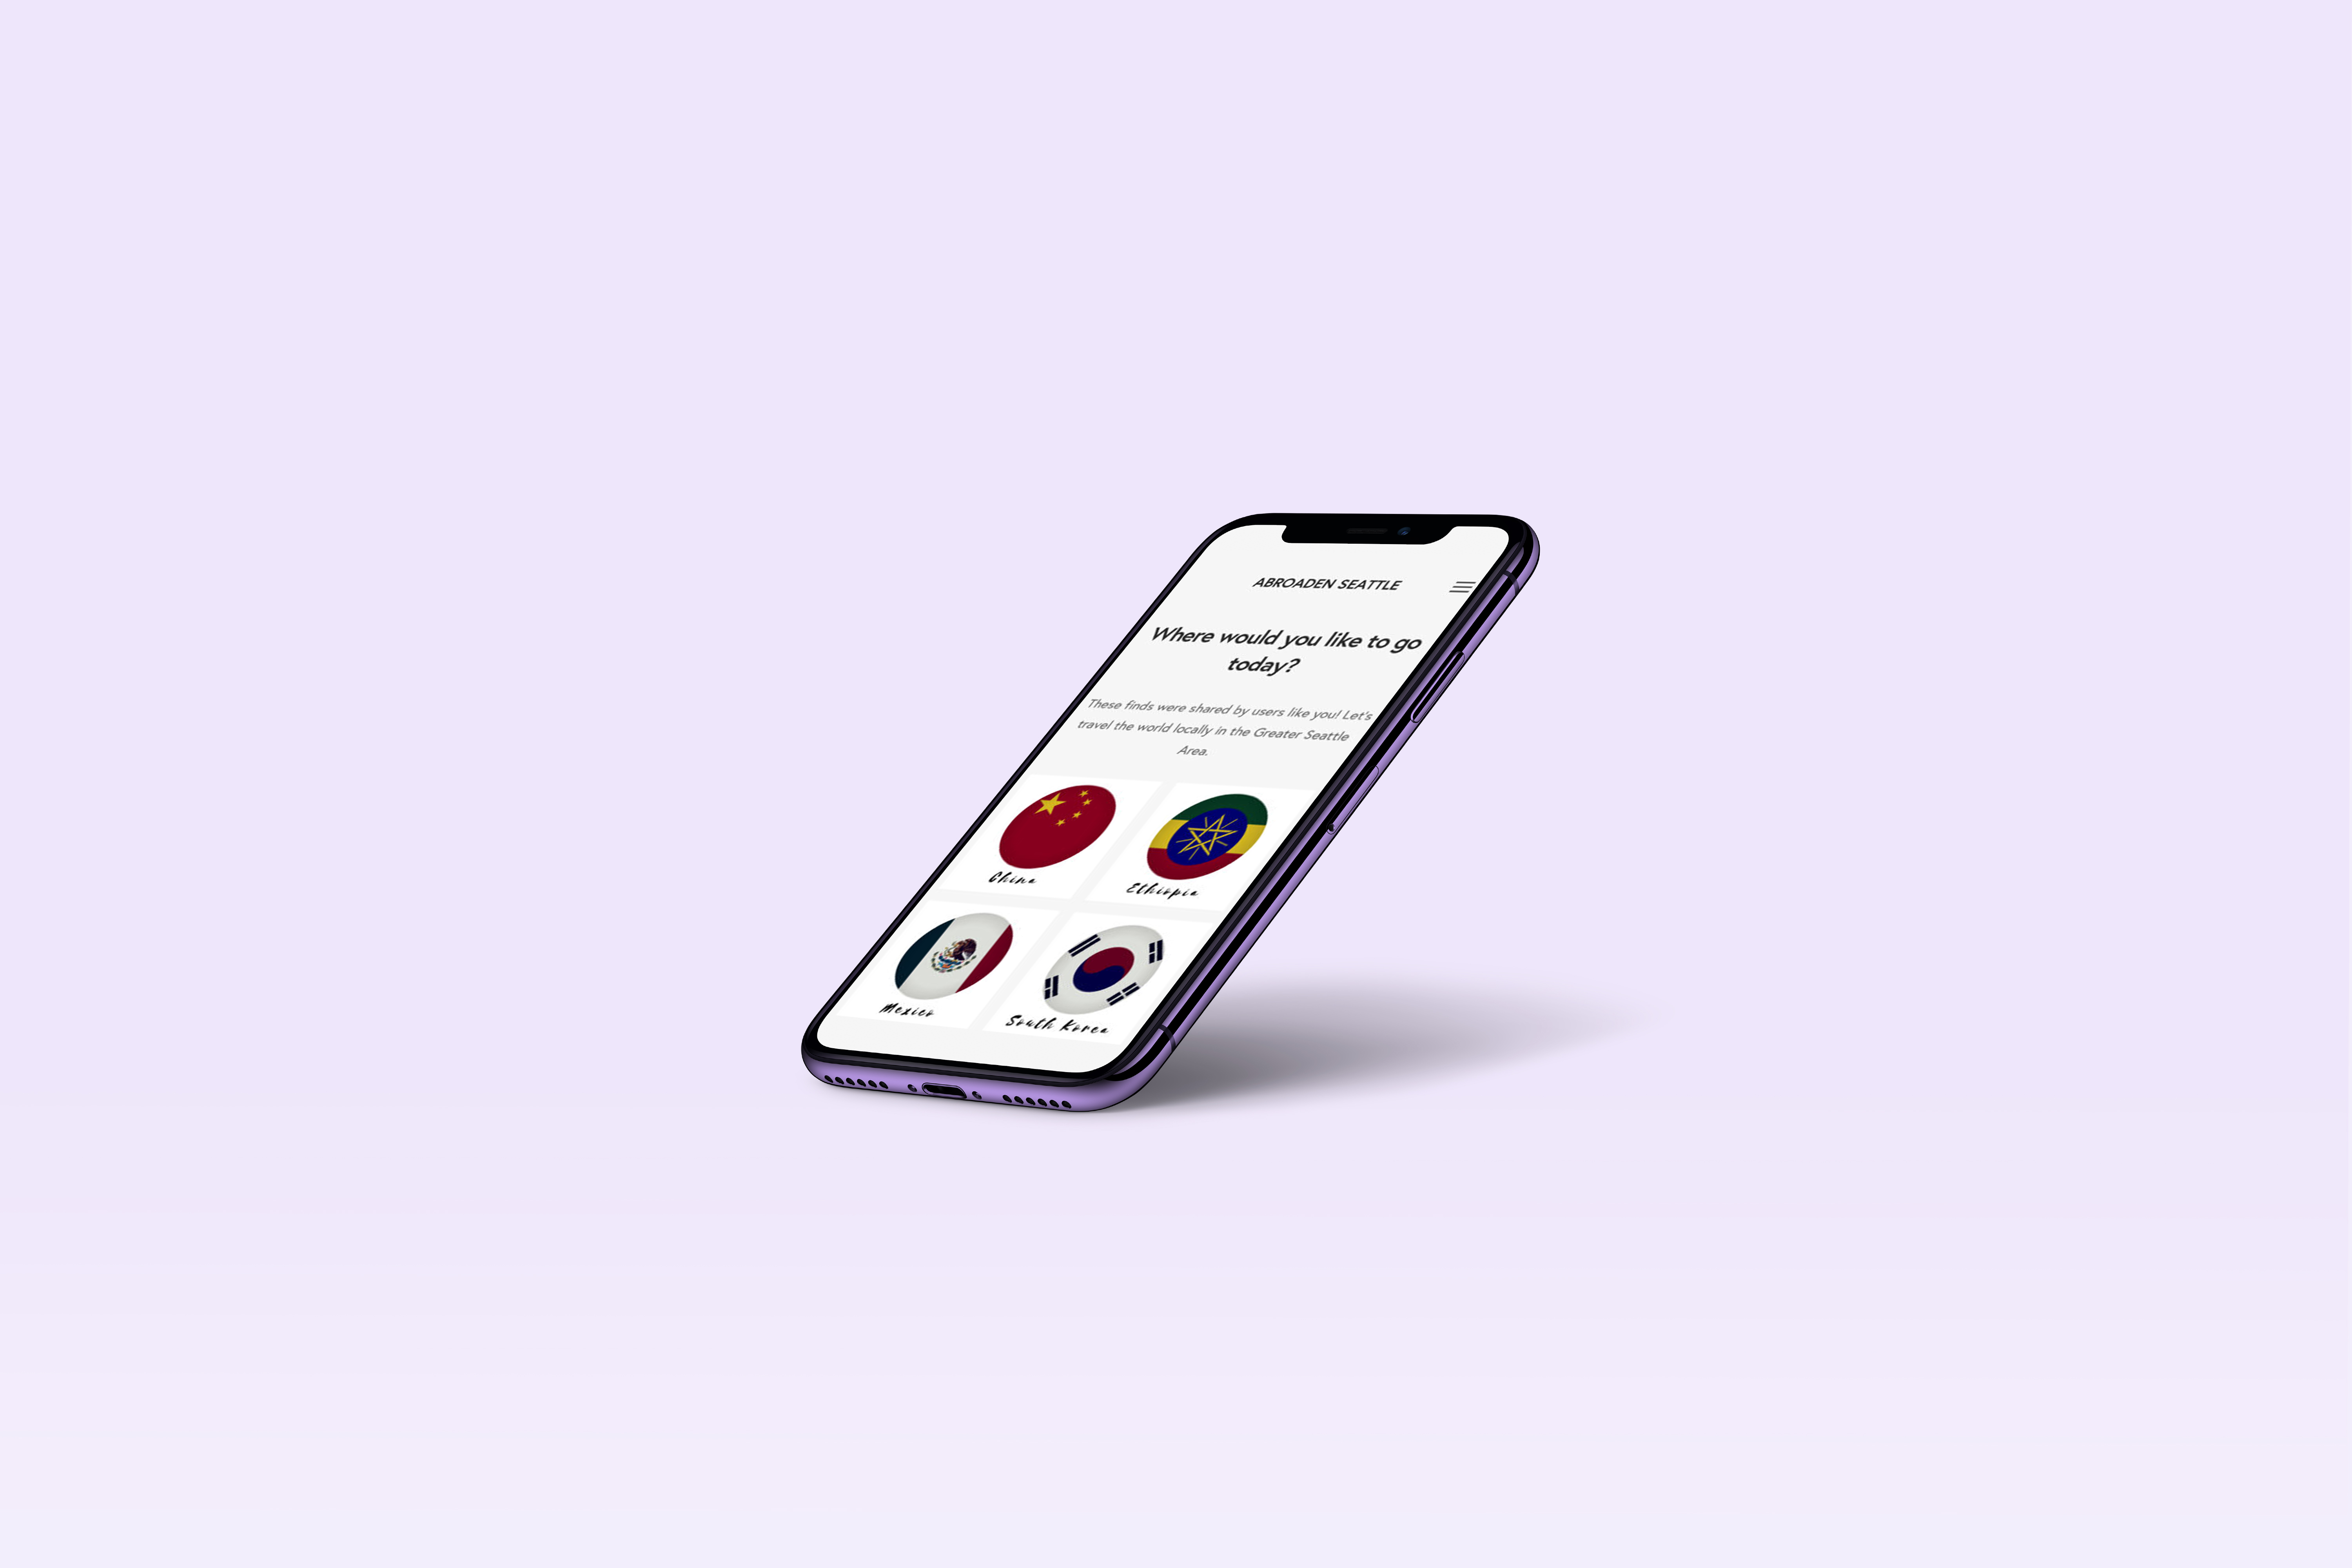 ABROADEN SEATTLE
Where would you like to go
today?
These finds were shared by users like you! Let's
travel the world locally in the Greater Seattle
Area.
China
Ethiopia
Mexico
South Korea